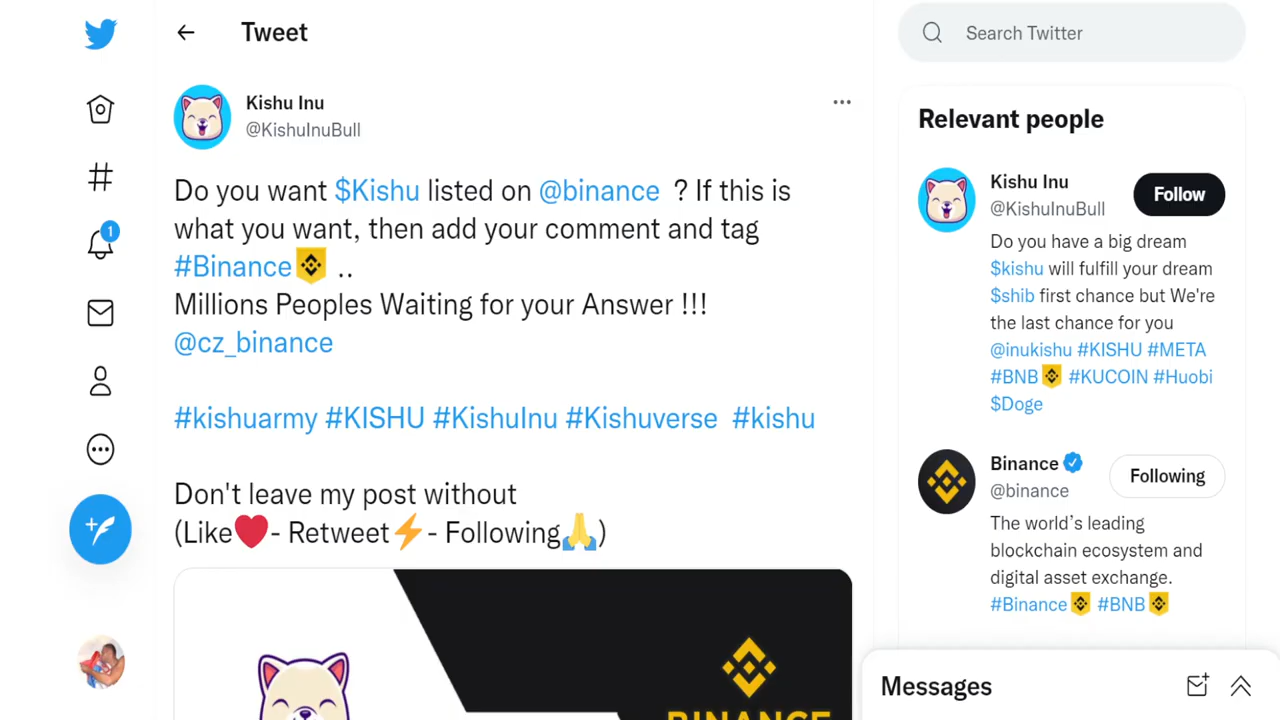 Tweet
Kishu Inu
@KishuInuBull
Do you want $Kishu listed on @binance ? If this is
what you want, then add your comment and tag
#Binance ..
Millions Peoples Waiting for your Answer !!!
@cz_binance
#kishuarmy #KISHU #KishuInu #Kishuverse #kishu
Don't leave my post without
(Like❤️- Retweet⚡- Following🙏)
BINANCE
Search Twitter
Relevant people
Kishu Inu
@KishuInuBull
Follow
Do you have a big dream
$kishu will fulfill your dream
$shib first chance but We're
the last chance for you
@inukishu #KISHU #META
#BNB #KUCOIN #Huobi
$Doge
Binance
@binance
Following
The world’s leading
blockchain ecosystem and
digital asset exchange.
#Binance #BNB
Messages
1